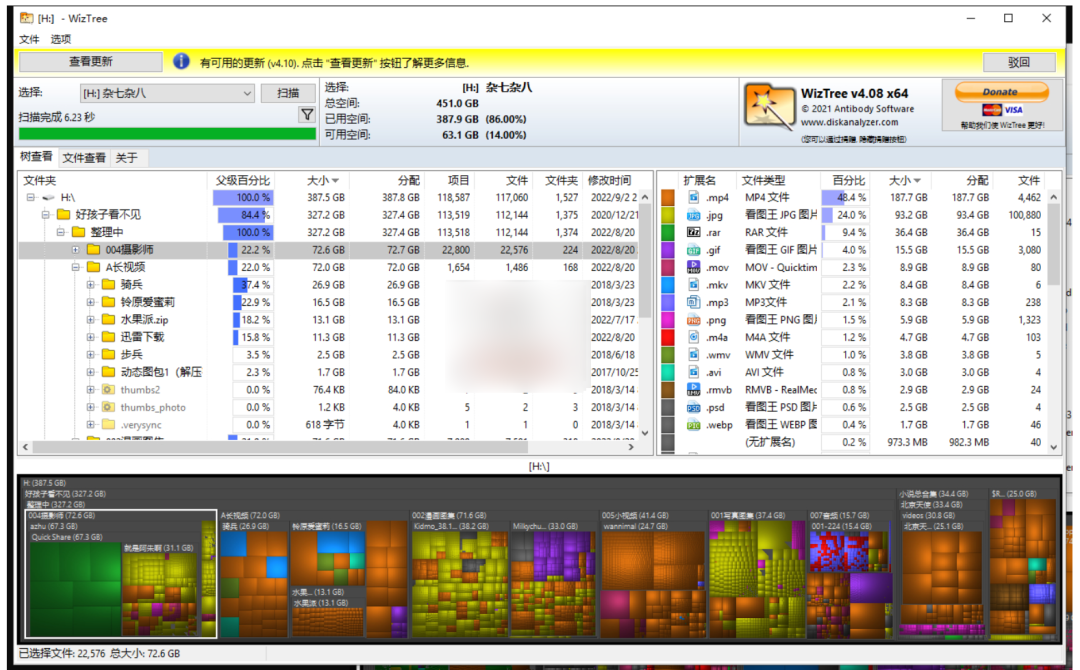 [H:] - WizTree
文件 选项
查看更新 有可用的更新 (v4.10). 点击 "查看更新" 按钮了解更多信息. 驳回
选择: [H:] 杂七杂八 扫描
扫描完成 6.23 秒
选择: [H:] 杂七杂八
总空间: 451.0 GB
已用空间: 387.9 GB (86.00%)
可用空间: 63.1 GB (14.00%)
WizTree v4.08 x64
© 2021 Antibody Software
www.diskanalyzer.com
(您可以通过捐赠, 隐藏捐赠按钮)
Donate
MasterCard VISA
帮助我们使 WizTree 更好!
树查看 文件查看 关于
文件夹 父级百分比 大小 分配 项目 文件 文件夹 修改时间
H:\ 100.0 % 387.5 GB 387.8 GB 118,587 117,060 1,527 2022/9/2 2
好孩子看不见 84.4 % 327.2 GB 327.4 GB 113,519 112,144 1,375 2020/12/21
整理中 100.0 % 327.2 GB 327.4 GB 113,518 112,144 1,374 2022/8/20
004摄影师 22.2 % 72.6 GB 72.7 GB 22,800 22,576 224 2022/8/20
A长视频 22.0 % 72.0 GB 72.0 GB 1,654 1,486 168 2022/8/20
骑兵 37.4 % 26.9 GB 26.9 GB 2018/3/23
铃原爱蜜莉 22.9 % 16.5 GB 16.5 GB 2018/3/23
水果派.zip 18.2 % 13.1 GB 13.1 GB 2022/7/17
迅雷下载 15.8 % 11.3 GB 11.3 GB 2022/8/20
步兵 3.5 % 2.5 GB 2.5 GB 2018/6/18
动态图包1（解压 2.3 % 1.7 GB 1.7 GB 2017/10/25
thumbs2 0.0 % 76.4 KB 84.0 KB 2018/3/14
thumbs_photo 0.0 % 1.2 KB 4.0 KB 5 2 3 2018/3/14
.verysync 0.0 % 618 字节 4.0 KB 1 1 0 2018/3/14
扩展名 文件类型 百分比 大小 分配 文件
.mp4 MP4 文件 48.4 % 187.7 GB 187.7 GB 4,462
.jpg 看图王 JPG 图片 24.0 % 93.2 GB 93.4 GB 100,880
.rar RAR 文件 9.4 % 36.4 GB 36.4 GB 15
.gif 看图王 GIF 图片 4.0 % 15.5 GB 15.5 GB 3,080
.mov MOV - Quicktim 2.3 % 8.9 GB 8.9 GB 80
.mkv MKV 文件 2.2 % 8.4 GB 8.4 GB 6
.mp3 MP3文件 2.1 % 8.3 GB 8.3 GB 238
.png 看图王 PNG 图片 1.5 % 5.9 GB 5.9 GB 1,323
.m4a M4A 文件 1.2 % 4.7 GB 4.7 GB 103
.wmv WMV 文件 1.0 % 3.8 GB 3.8 GB 5
.avi AVI 文件 0.8 % 3.0 GB 3.0 GB 4
.rmvb RMVB - RealMed 0.8 % 2.9 GB 2.9 GB 24
.psd 看图王 PSD 图片 0.6 % 2.5 GB 2.5 GB 4
.webp 看图王 WEBP 图 0.4 % 1.7 GB 1.7 GB 46
(无扩展名) 0.2 % 973.3 MB 982.3 MB 40
[H:\]
H: (387.5 GB)
好孩子看不见 (327.2 GB)
整理中 (327.2 GB)
004摄影师 (72.6 GB)
azhu (67.3 GB)
Quick Share (67.3 GB)
就是阿朱啊 (31.1 GB)
A长视频 (72.0 GB)
骑兵 (26.9 GB)
铃原爱蜜莉 (16.5 GB)
水果... (13.1 GB)
水果派 (13.1 GB)
002漫画图集 (71.6 GB)
Kidmo_38.1... (38.2 GB)
Milkychu... (33.0 GB)
005小视频 (41.4 GB)
wannimal (24.7 GB)
001写真图集 (37.4 GB)
007音频 (15.7 GB)
001-224 (15.4 GB)
小说总合集 (34.4 GB)
北京天使 (33.4 GB)
videos (30.8 GB)
北京天... (25.1 GB)
$R... (25.0 GB)
已选择文件: 22,576 总大小: 72.6 GB